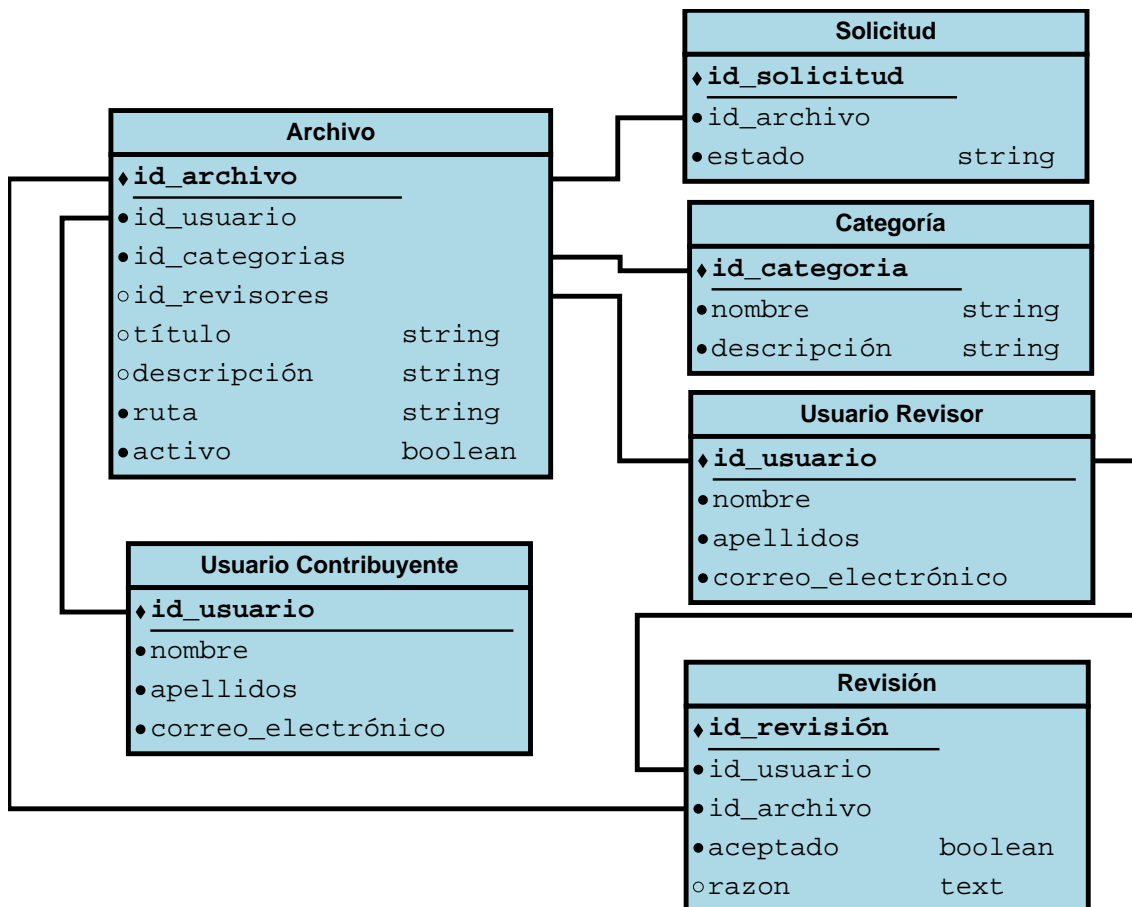 Solicitud
id_solicitud
id_archivo
estado string
Archivo
id_archivo
id_usuario
id_categorias
id_revisores
título string
descripción string
ruta string
activo boolean
Categoría
id_categoria
nombre string
descripción string
Usuario Revisor
id_usuario
nombre
apellidos
correo_electrónico
Usuario Contribuyente
id_usuario
nombre
apellidos
correo_electrónico
Revisión
id_revisión
id_usuario
id_archivo
aceptado boolean
razon text